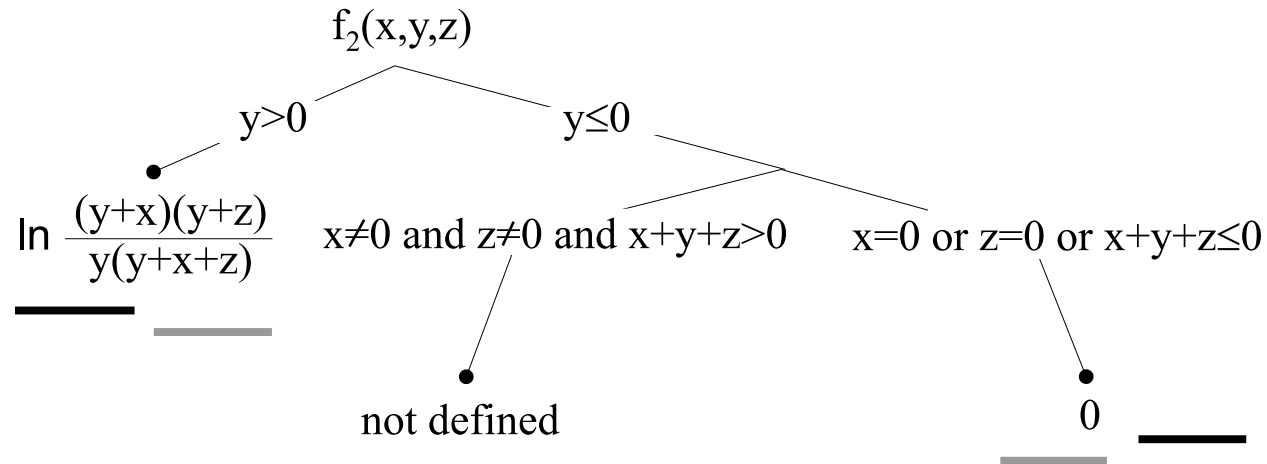 f₂(x,y,z)
y>0
y≤0
ln (y+x)(y+z)
y(y+x+z)
x≠0 and z≠0 and x+y+z>0
x=0 or z=0 or x+y+z≤0
not defined
0